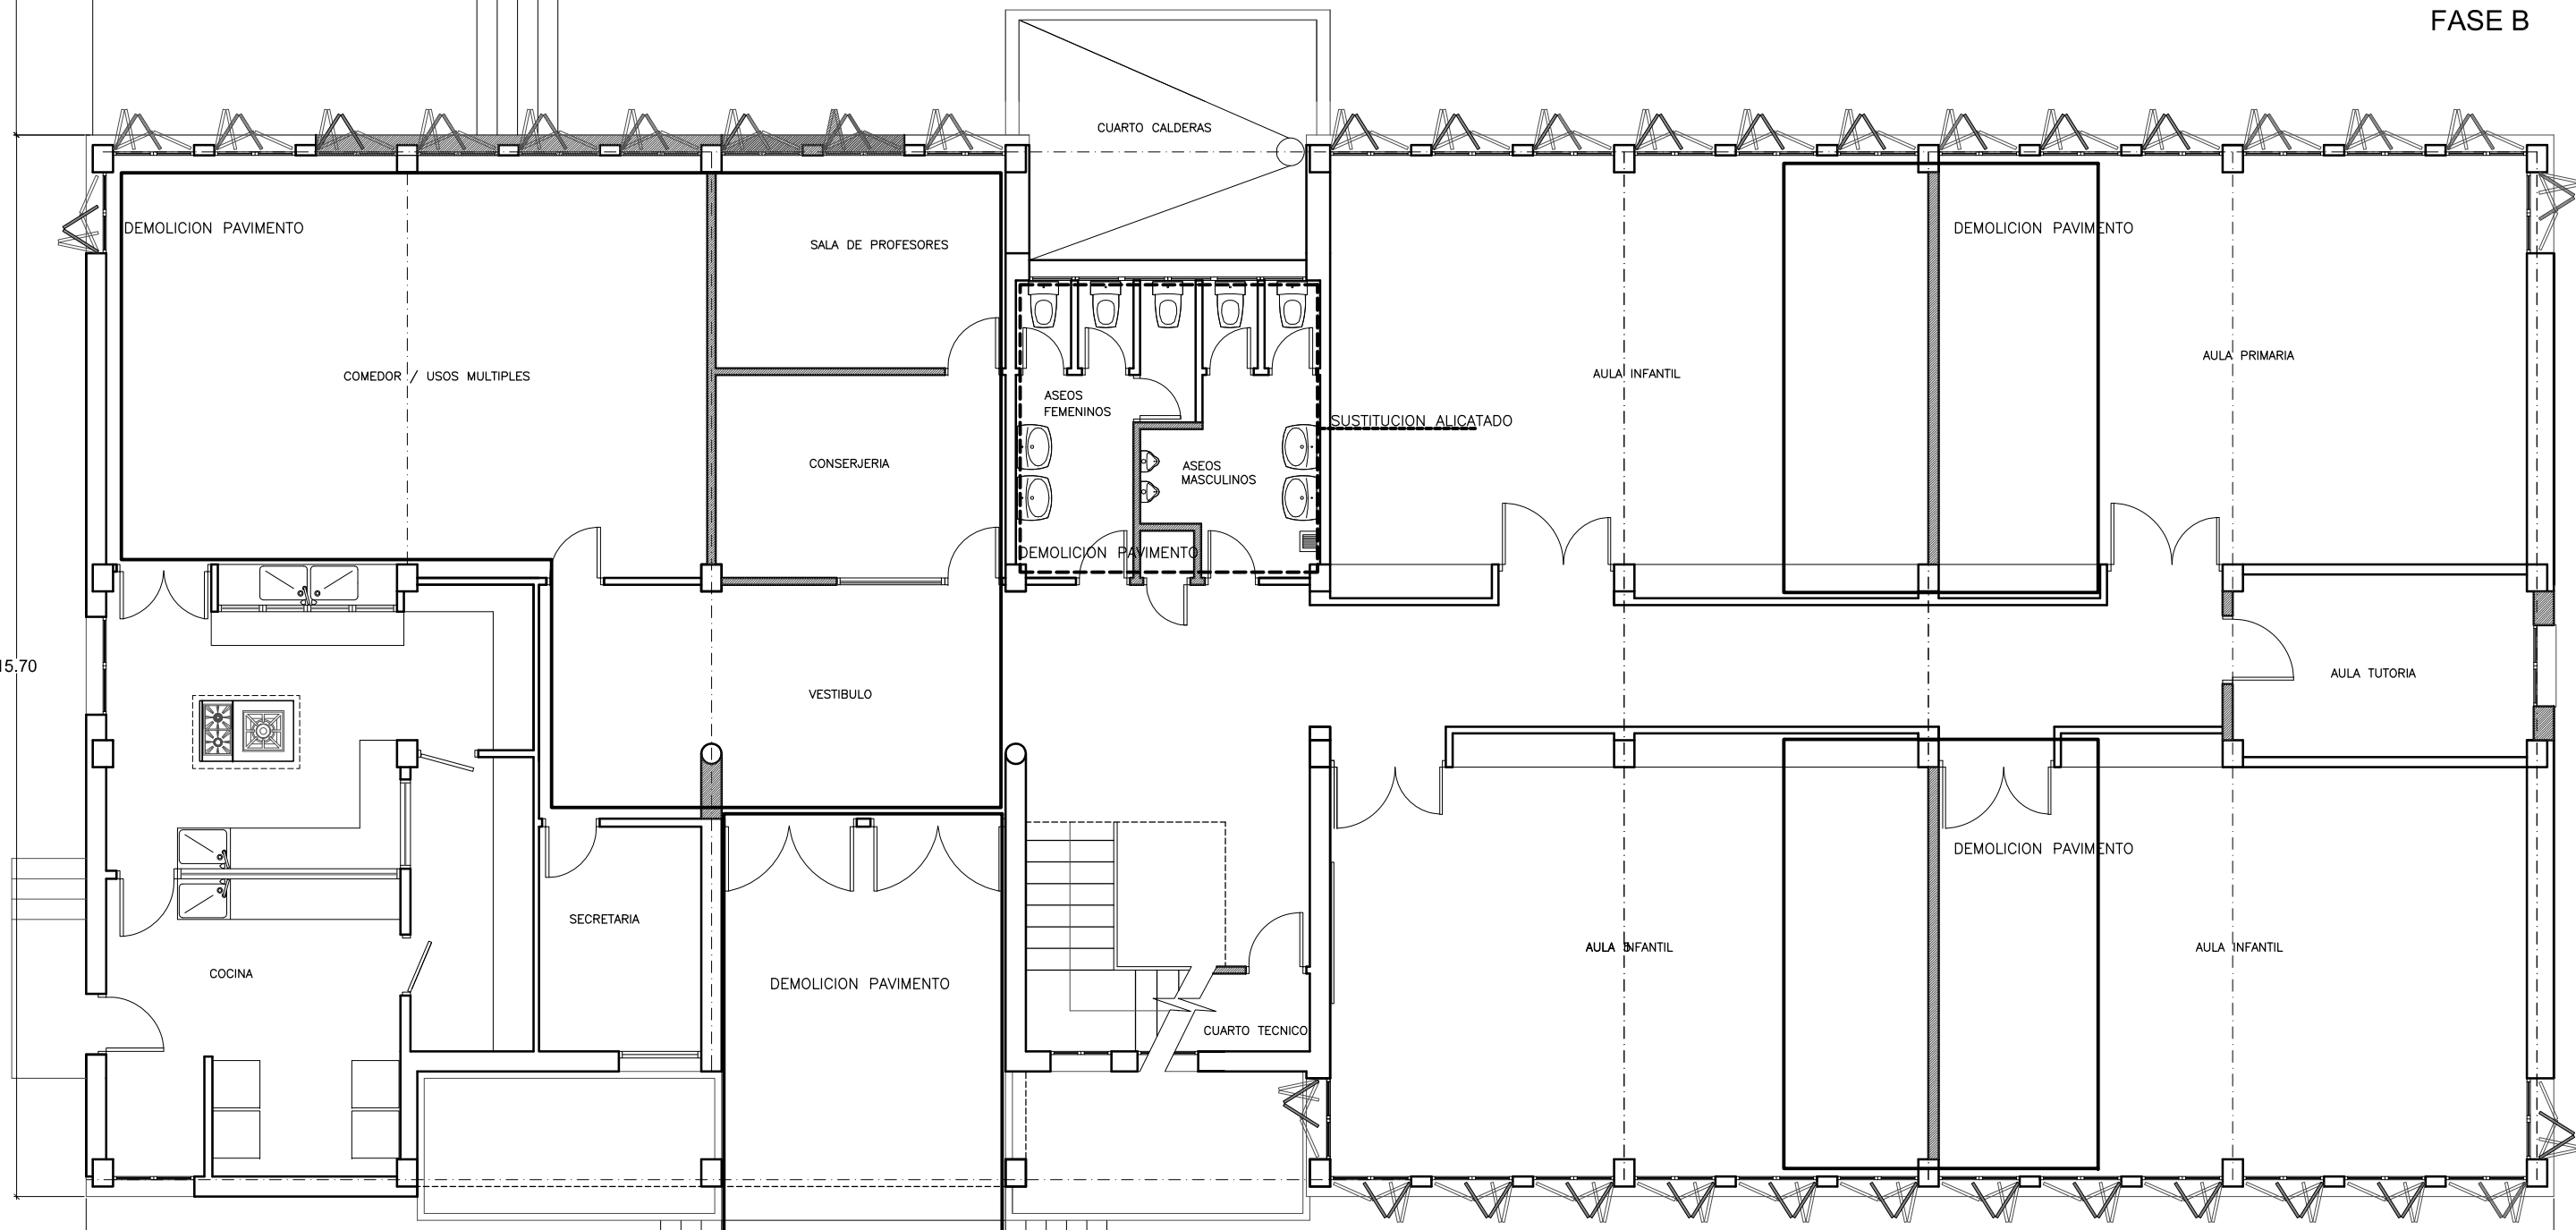 FASE B
CUARTO CALDERAS
DEMOLICION PAVIMENTO
SALA DE PROFESORES
DEMOLICION PAVIMENTO
COMEDOR / USOS MULTIPLES
AULA INFANTIL
AULA PRIMARIA
ASEOS
FEMENINOS
SUSTITUCION ALICATADO
CONSERJERIA
ASEOS
MASCULINOS
DEMOLICION PAVIMENTO
15.70
VESTIBULO
AULA TUTORIA
DEMOLICION PAVIMENTO
SECRETARIA
AULA INFANTIL
AULA INFANTIL
COCINA
DEMOLICION PAVIMENTO
CUARTO TECNICO